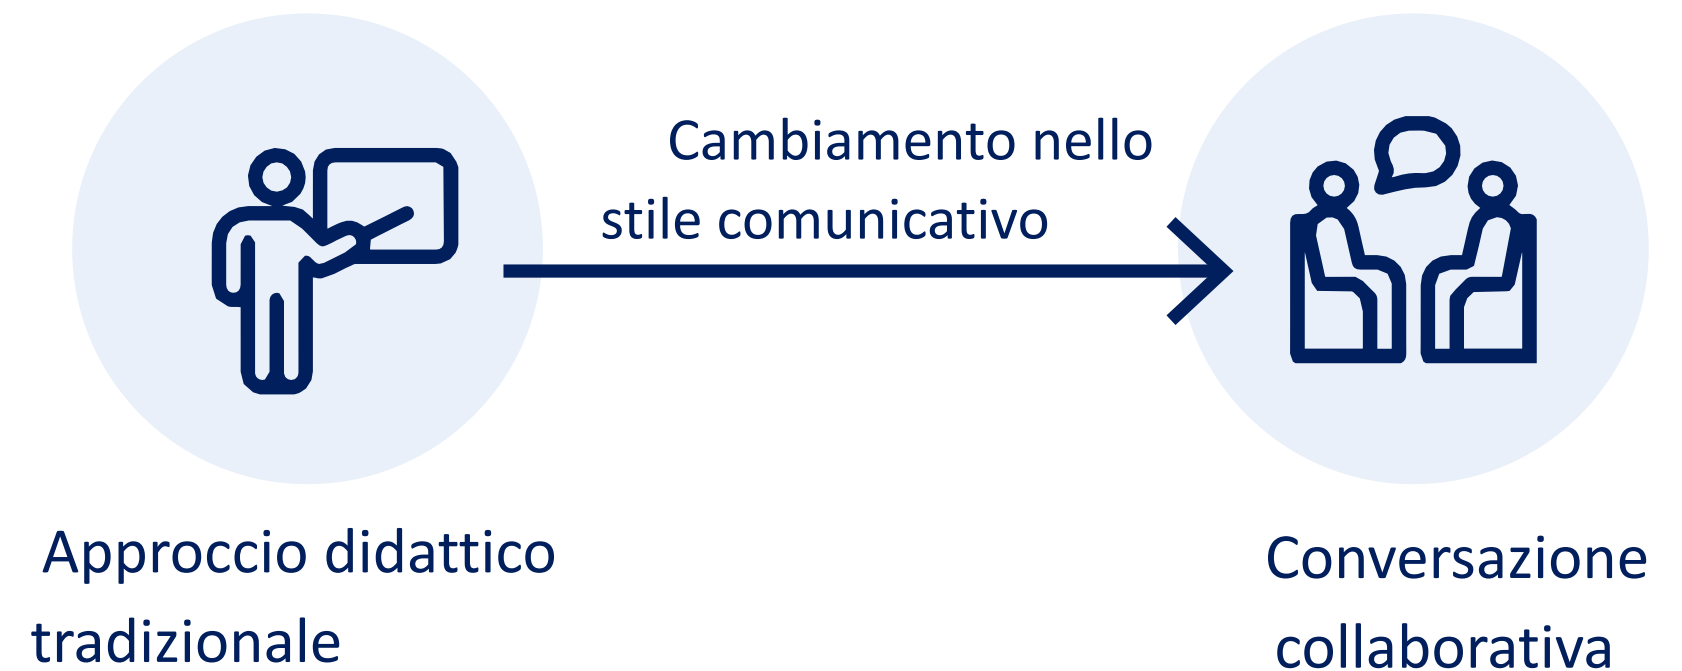 Cambiamento nello
stile comunicativo
Approccio didattico
tradizionale
Conversazione
collaborativa